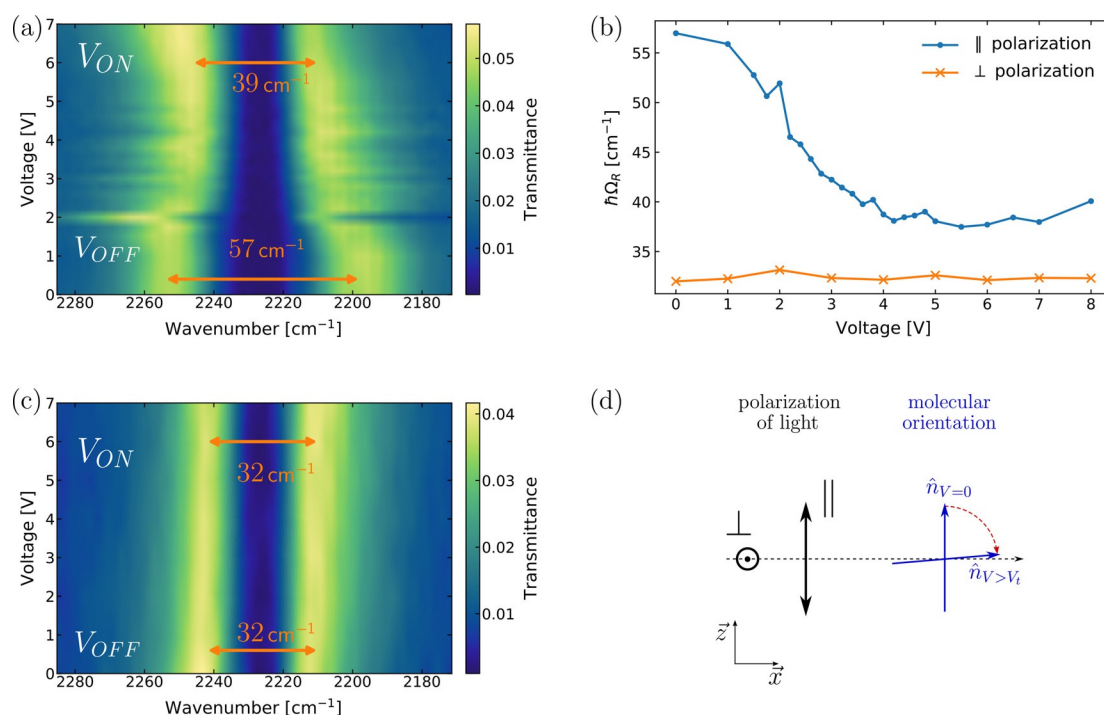 (a)
7
6
5
4
3
2
1
0
Voltage [V]
V_ON
39 cm⁻¹
V_OFF
57 cm⁻¹
2280 2260 2240 2220 2200 2180
Wavenumber [cm⁻¹]
0.05
0.04
0.03
0.02
0.01
Transmittance
(b)
55
50
45
40
35
ℏΩ_R [cm⁻¹]
∥ polarization
⊥ polarization
0 1 2 3 4 5 6 7 8
Voltage [V]
(c)
7
6
5
4
3
2
1
0
Voltage [V]
V_ON
32 cm⁻¹
V_OFF
32 cm⁻¹
2280 2260 2240 2220 2200 2180
Wavenumber [cm⁻¹]
0.04
0.03
0.02
0.01
Transmittance
(d)
polarization
of light
molecular
orientation
⊥
||
n̂_V=0
n̂_V>V_t
z⃗
x⃗